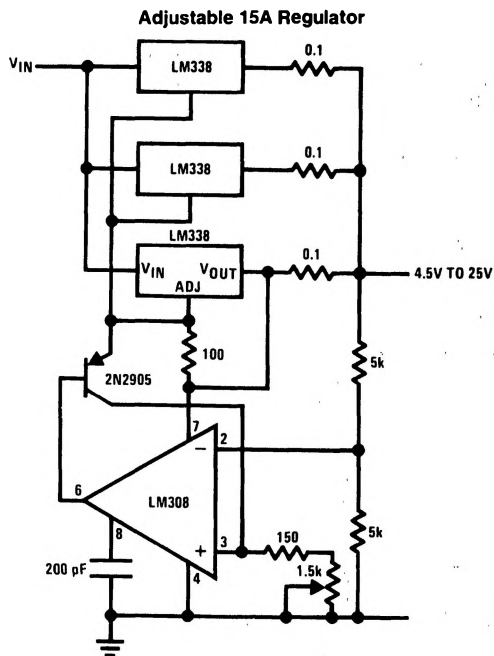 Adjustable 15A Regulator
VIN
LM338
0.1
LM338
0.1
LM338
VIN
VOUT
ADJ
0.1
4.5V TO 25V
100
5k
2N2905
7
2
−
6
LM308
8
+
3
150
5k
4
1.5k
200 pF